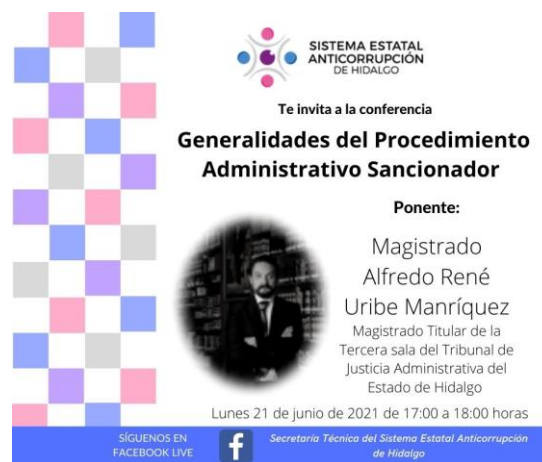 SISTEMA ESTATAL
ANTICORRUPCIÓN
DE HIDALGO
Te invita a la conferencia
Generalidades del Procedimiento
Administrativo Sancionador
Ponente:
Magistrado
Alfredo René
Uribe Manríquez
Magistrado Titular de la
Tercera sala del Tribunal de
Justicia Administrativa del
Estado de Hidalgo
Lunes 21 de junio de 2021 de 17:00 a 18:00 horas
SÍGUENOS EN
FACEBOOK LIVE
Secretaría Técnica del Sistema Estatal Anticorrupción
de Hidalgo